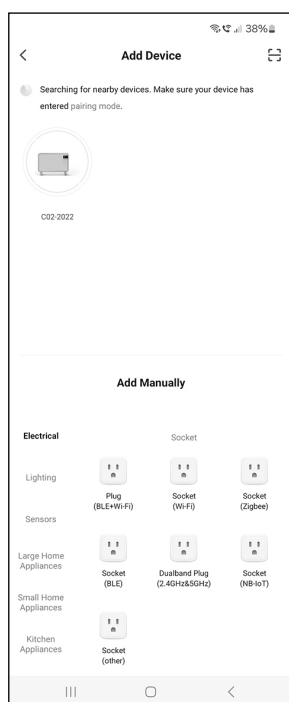 38%
Add Device
Searching for nearby devices. Make sure your device has
entered pairing mode.
C02-2022
Add Manually
Electrical
Socket
Lighting
Plug
(BLE+Wi-Fi)
Socket
(Wi-Fi)
Socket
(Zigbee)
Sensors
Large Home
Appliances
Socket
(BLE)
Dualband Plug
(2.4GHz&5GHz)
Socket
(NB-IoT)
Small Home
Appliances
Kitchen
Appliances
Socket
(other)